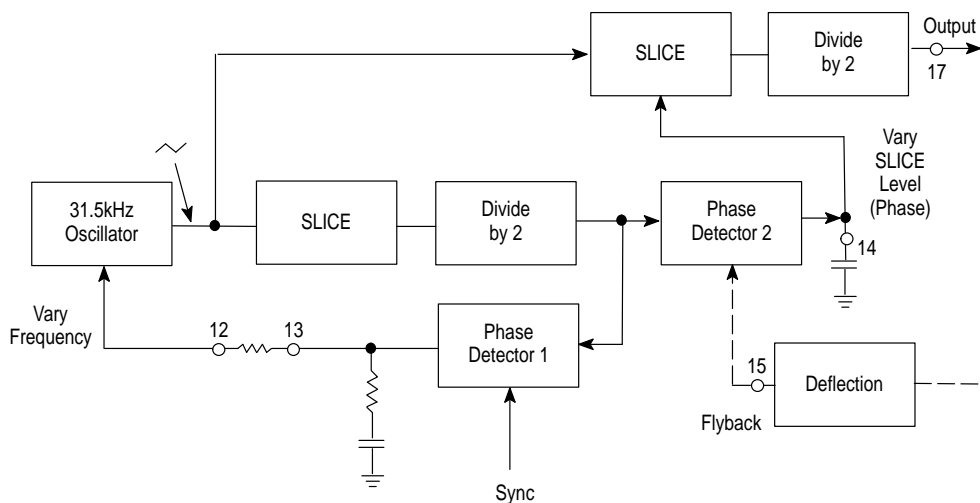 Output
SLICE
Divide
by 2
17
Vary
SLICE
Level
(Phase)
31.5kHz
Oscillator
SLICE
Divide
by 2
Phase
Detector 2
14
Vary
Frequency
12
13
Phase
Detector 1
15
Deflection
Flyback
Sync